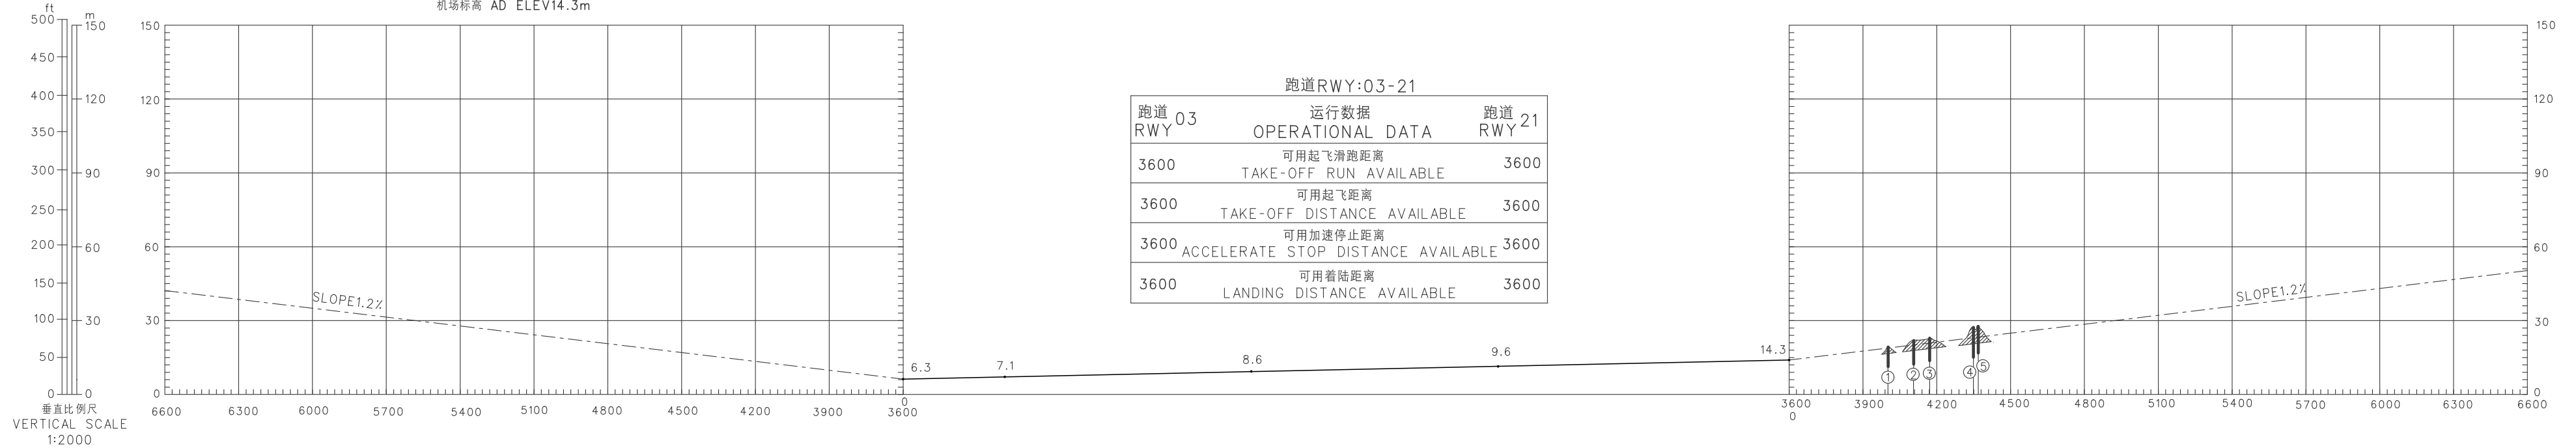 机场标高 AD ELEV14.3m
ft
m
500
450
400
350
300
250
200
150
100
50
0
150
120
90
60
30
0
垂直比例尺
VERTICAL SCALE
1:2000
150
120
90
60
30
0
SLOPE1.2%
6600 6300 6000 5700 5400 5100 4800 4500 4200 3900 3600
0
6.3
7.1
8.6
9.6
14.3
跑道RWY:03-21
跑道 RWY 03
运行数据
OPERATIONAL DATA
跑道 RWY 21
3600
可用起飞滑跑距离
TAKE-OFF RUN AVAILABLE
3600
3600
可用起飞距离
TAKE-OFF DISTANCE AVAILABLE
3600
3600
可用加速停止距离
ACCELERATE STOP DISTANCE AVAILABLE
3600
3600
可用着陆距离
LANDING DISTANCE AVAILABLE
3600
SLOPE1.2%
① ② ③ ④ ⑤
150
120
90
60
30
0
3600 3900 4200 4500 4800 5100 5400 5700 6000 6300 6600
0